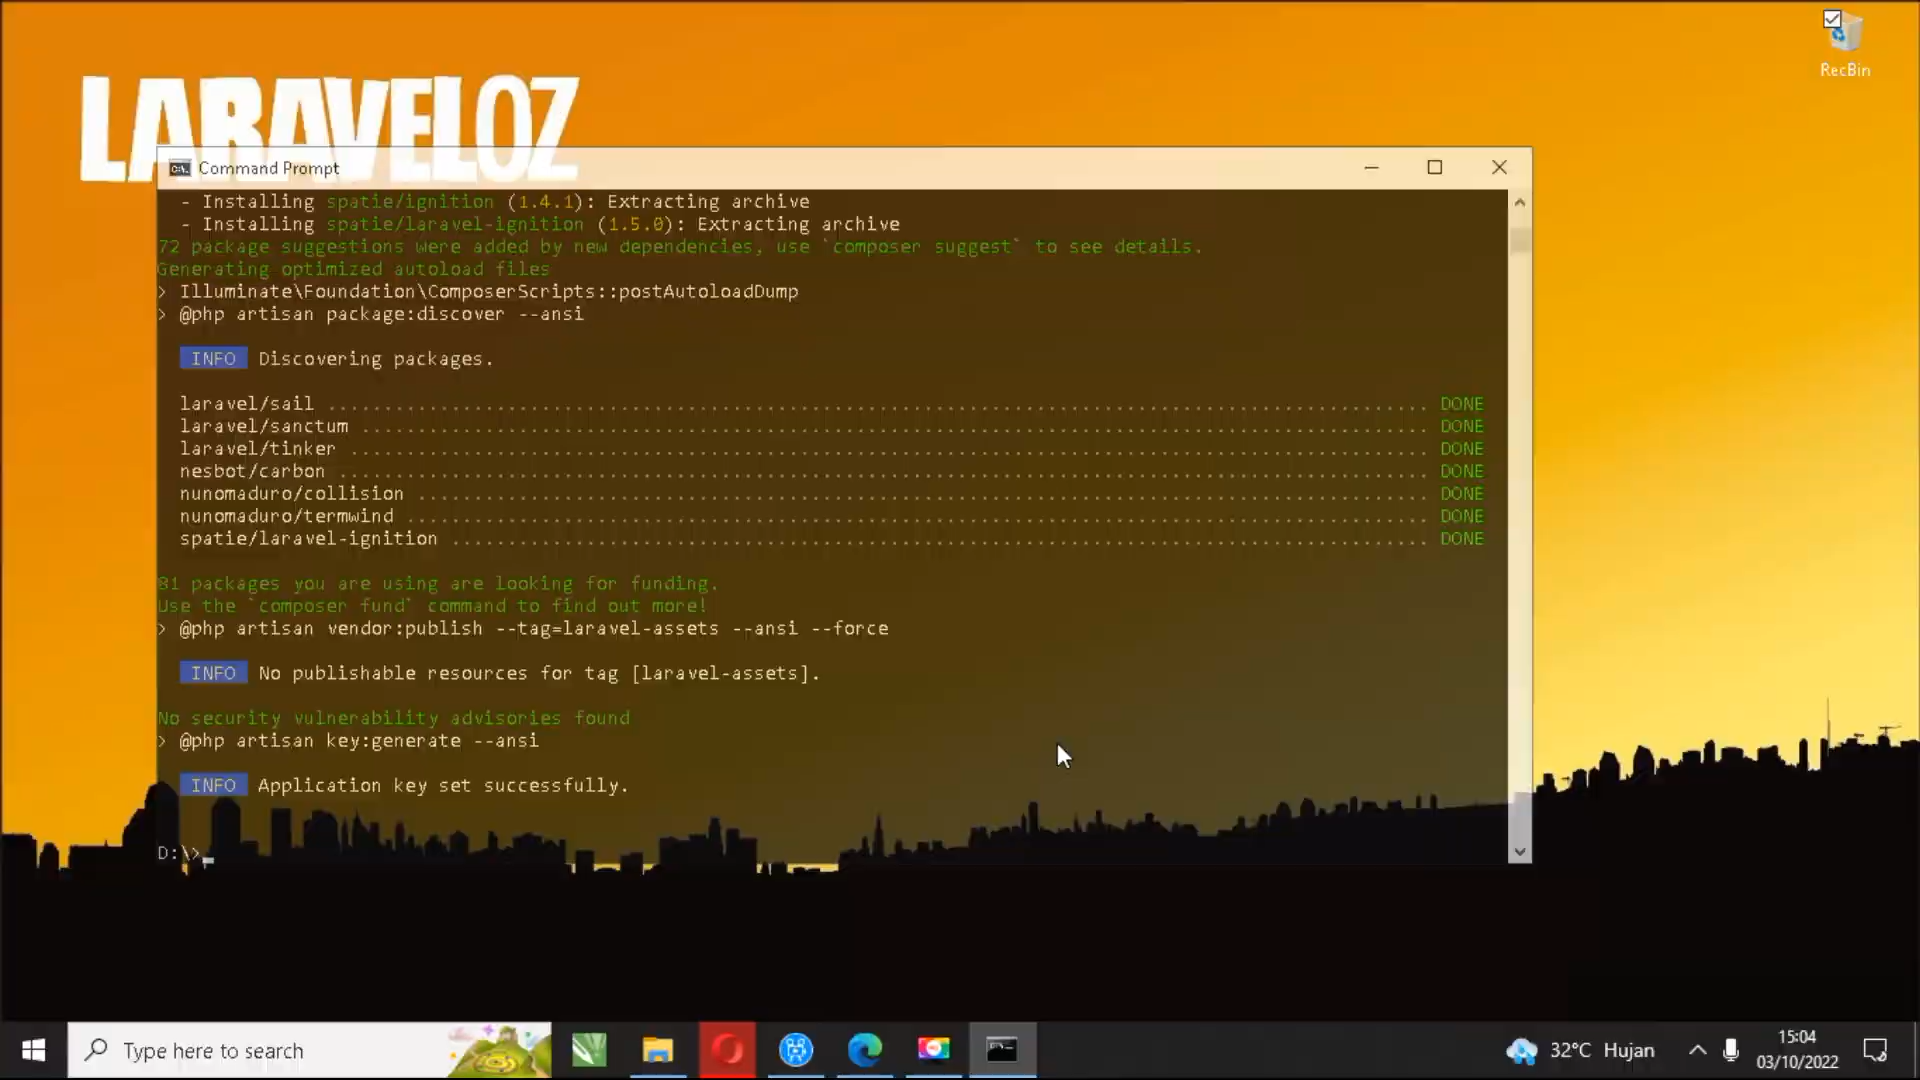 RecBin
LARAVELOZ
Command Prompt
- Installing spatie/ignition (1.4.1): Extracting archive
- Installing spatie/laravel-ignition (1.5.0): Extracting archive
72 package suggestions were added by new dependencies, use `composer suggest` to see details.
Generating optimized autoload files
> Illuminate\Foundation\ComposerScripts::postAutoloadDump
> @php artisan package:discover --ansi
INFO Discovering packages.
laravel/sail ................................................................................................. DONE
laravel/sanctum .............................................................................................. DONE
laravel/tinker ............................................................................................... DONE
nesbot/carbon ................................................................................................ DONE
nunomaduro/collision ......................................................................................... DONE
nunomaduro/termwind .......................................................................................... DONE
spatie/laravel-ignition ...................................................................................... DONE
81 packages you are using are looking for funding.
Use the `composer fund` command to find out more!
> @php artisan vendor:publish --tag=laravel-assets --ansi --force
INFO No publishable resources for tag [laravel-assets].
No security vulnerability advisories found
> @php artisan key:generate --ansi
INFO Application key set successfully.
D:\>
Type here to search
32°C Hujan
15:04
03/10/2022